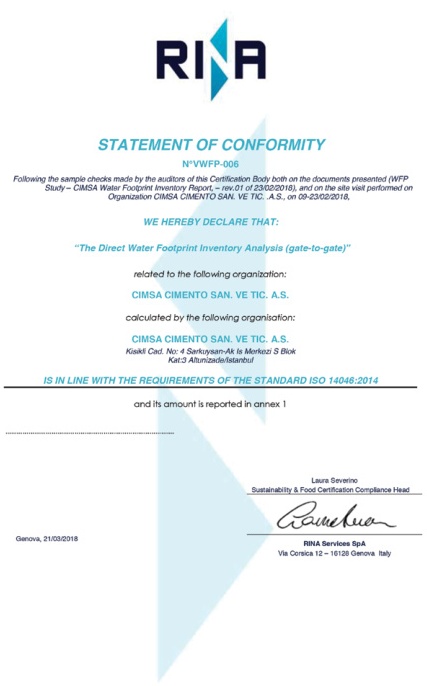 RINA
STATEMENT OF CONFORMITY
N°VWFP-006
Following the sample checks made by the auditors of this Certification Body both on the documents presented (WFP
Study – CIMSA Water Footprint Inventory Report, – rev.01 of 23/02/2018), and on the site visit performed on
Organization CIMSA CIMENTO SAN. VE TIC. .A.S., on 09-23/02/2018,
WE HEREBY DECLARE THAT:
“The Direct Water Footprint Inventory Analysis (gate-to-gate)”
related to the following organization:
CIMSA CIMENTO SAN. VE TIC. A.S.
calculated by the following organisation:
CIMSA CIMENTO SAN. VE TIC. A.S.
Kisikli Cad. No: 4 Sarkuysan-Ak Is Merkezi S Blok
Kat:3 Altunizade/Istanbul
IS IN LINE WITH THE REQUIREMENTS OF THE STANDARD ISO 14046:2014
and its amount is reported in annex 1
Laura Severino
Sustainability & Food Certification Compliance Head
Genova, 21/03/2018
RINA Services SpA
Via Corsica 12 – 16128 Genova Italy